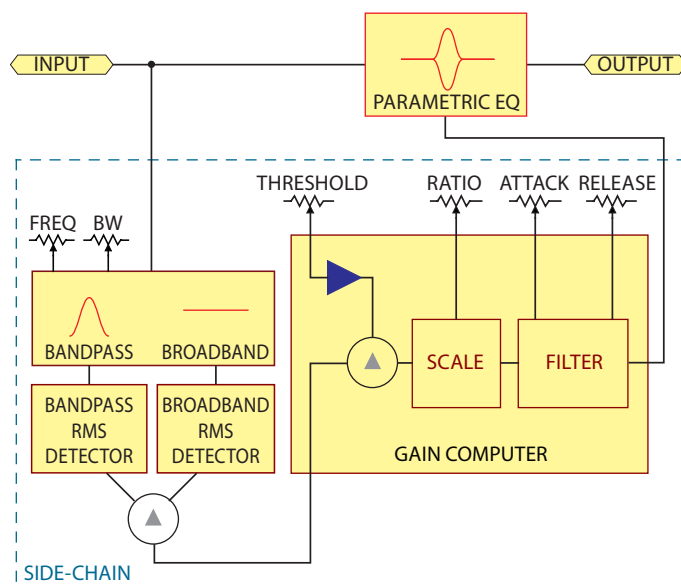 INPUT
OUTPUT
PARAMETRIC EQ
THRESHOLD
RATIO
ATTACK
RELEASE
FREQ
BW
BANDPASS
BROADBAND
SCALE
FILTER
BANDPASS
RMS
DETECTOR
BROADBAND
RMS
DETECTOR
GAIN COMPUTER
SIDE-CHAIN